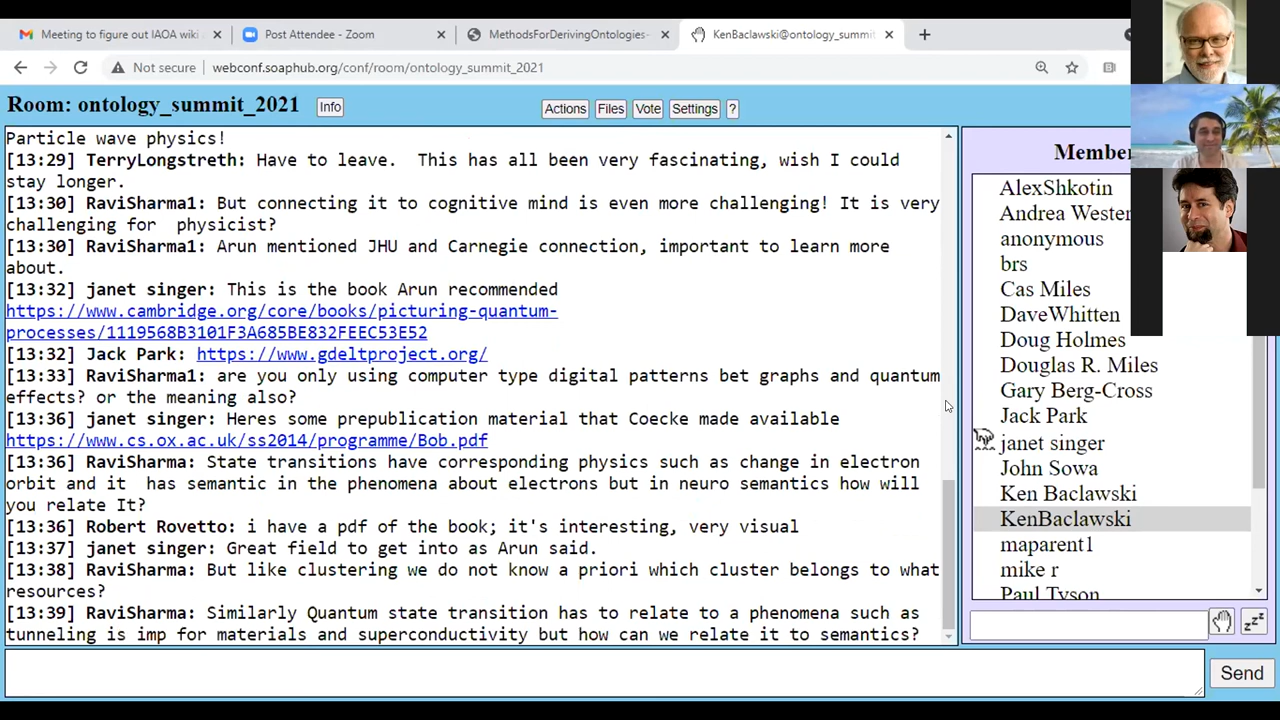 Meeting to figure out IAOA wiki
Post Attendee - Zoom
MethodsForDerivingOntologies-
KenBaclawski@ontology_summit
Not secure
webconf.soaphub.org/conf/room/ontology_summit_2021
Room: ontology_summit_2021
Info
Actions
Files
Vote
Settings
?
Particle wave physics!
[13:29] TerryLongstreth: Have to leave.  This has all been very fascinating, wish I could
stay longer.
[13:30] RaviSharma1: But connecting it to cognitive mind is even more challenging! It is very
challenging for  physicist?
[13:30] RaviSharma1: Arun mentioned JHU and Carnegie connection, important to learn more
about.
[13:32] janet singer: This is the book Arun recommended
https://www.cambridge.org/core/books/picturing-quantum-
processes/1119568B3101F3A685BE832FEEC53E52
[13:32] Jack Park: https://www.gdeltproject.org/
[13:33] RaviSharma1: are you only using computer type digital patterns bet graphs and quantum
effects? or the meaning also?
[13:36] janet singer: Heres some prepublication material that Coecke made available
https://www.cs.ox.ac.uk/ss2014/programme/Bob.pdf
[13:36] RaviSharma: State transitions have corresponding physics such as change in electron
orbit and it  has semantic in the phenomena about electrons but in neuro semantics how will
you relate It?
[13:36] Robert Rovetto: i have a pdf of the book; it's interesting, very visual
[13:37] janet singer: Great field to get into as Arun said.
[13:38] RaviSharma: But like clustering we do not know a priori which cluster belongs to what
resources?
[13:39] RaviSharma: Similarly Quantum state transition has to relate to a phenomena such as
tunneling is imp for materials and superconductivity but how can we relate it to semantics?
Member
AlexShkotin
Andrea Wester
anonymous
brs
Cas Miles
DaveWhitten
Doug Holmes
Douglas R. Miles
Gary Berg-Cross
Jack Park
janet singer
John Sowa
Ken Baclawski
KenBaclawski
maparent1
mike r
Paul Tyson
Send